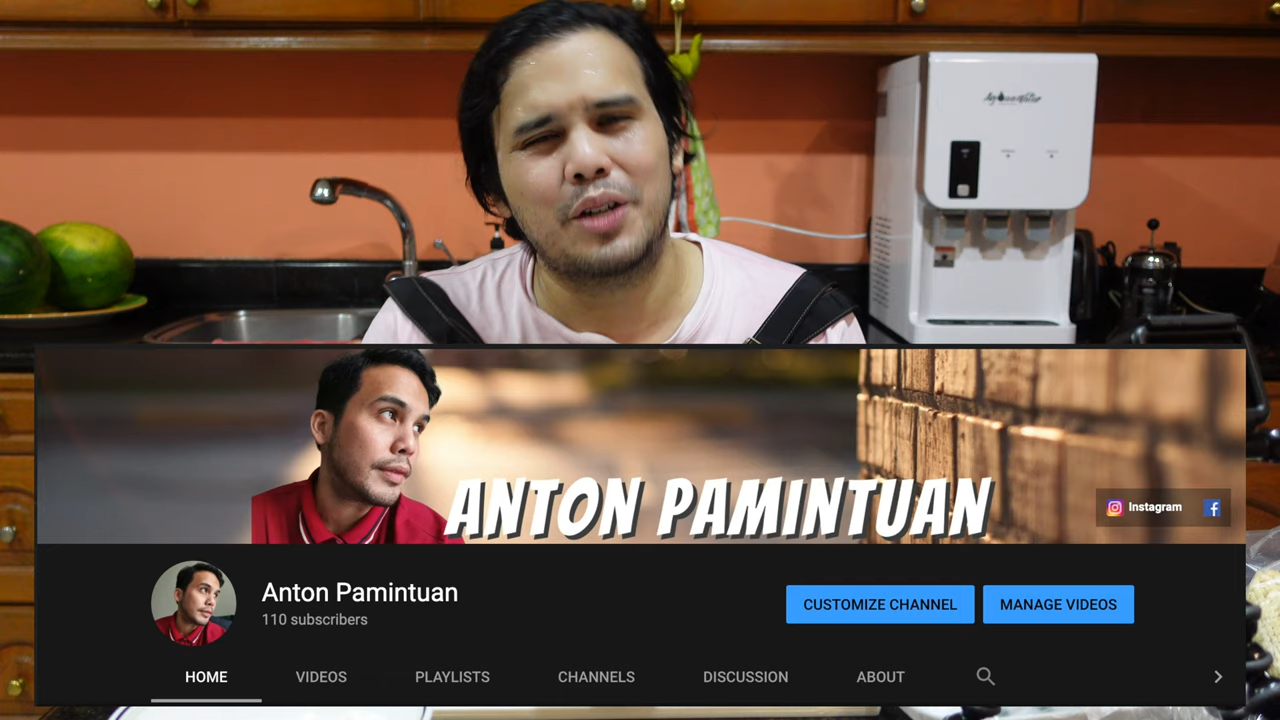 ANTON PAMINTUAN
Instagram
Anton Pamintuan
110 subscribers
CUSTOMIZE CHANNEL
MANAGE VIDEOS
HOME
VIDEOS
PLAYLISTS
CHANNELS
DISCUSSION
ABOUT